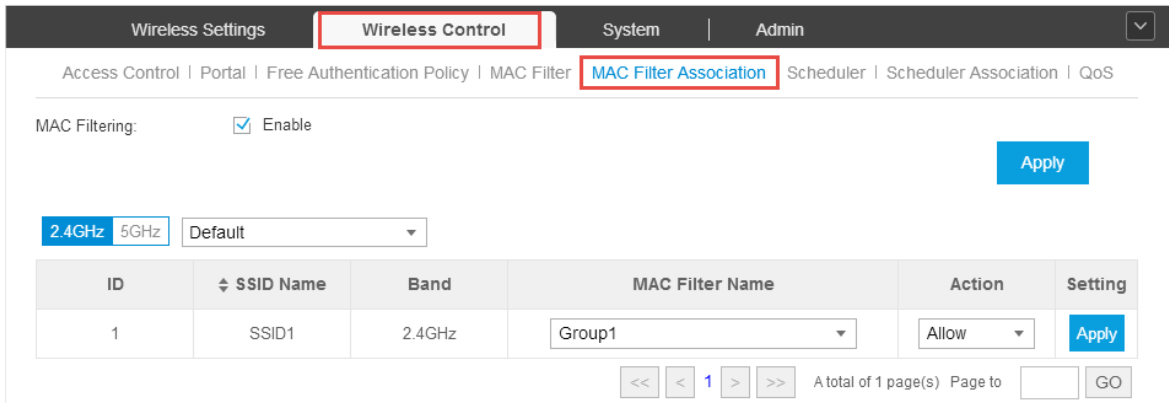 Wireless Settings Wireless Control System | Admin
Access Control | Portal | Free Authentication Policy | MAC Filter MAC Filter Association Scheduler | Scheduler Association | QoS
MAC Filtering: Enable
Apply
2.4GHz 5GHz Default
ID SSID Name Band MAC Filter Name Action Setting
1 SSID1 2.4GHz Group1 Allow Apply
<< < 1 > >> A total of 1 page(s) Page to GO